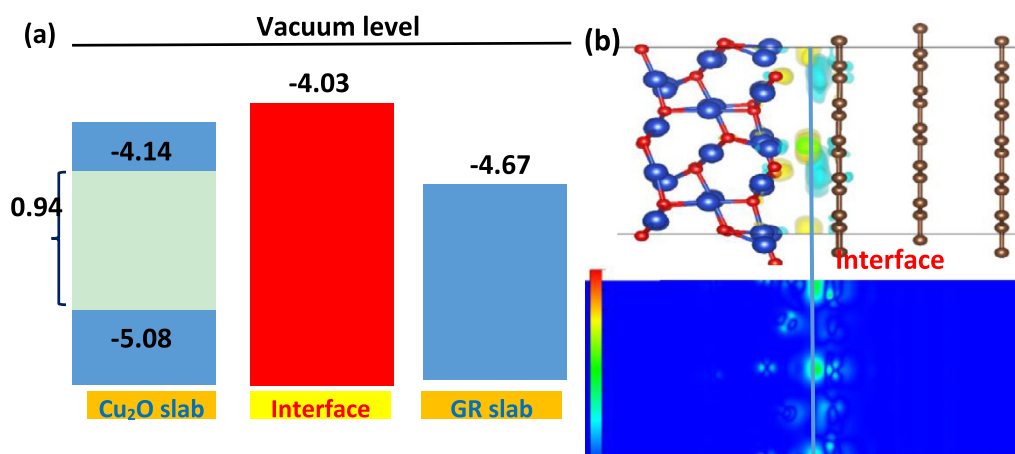 (a)
Vacuum level
-4.03
-4.14
-4.67
0.94
-5.08
Cu₂O slab
Interface
GR slab
(b)
Interface